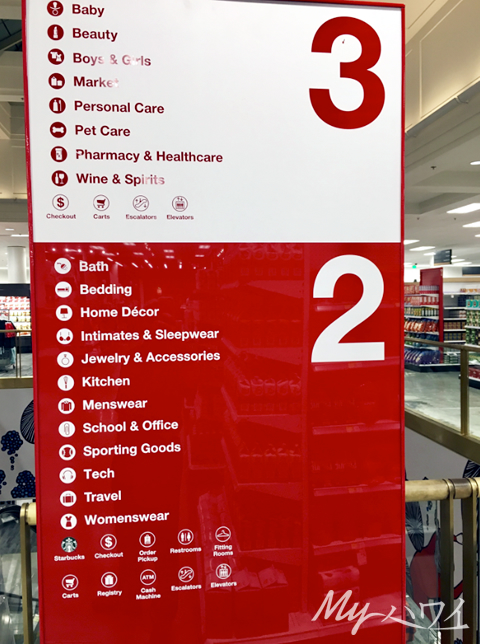 3
Baby
Beauty
Boys & Girls
Market
Personal Care
Pet Care
Pharmacy & Healthcare
Wine & Spirits
Checkout Carts Escalators Elevators
2
Bath
Bedding
Home Décor
Intimates & Sleepwear
Jewelry & Accessories
Kitchen
Menswear
School & Office
Sporting Goods
Tech
Travel
Womenswear
Starbucks Checkout Order Pickup Restrooms Fitting Rooms
Carts Registry ATM Cash Machine Escalators Elevators
My ハワイ